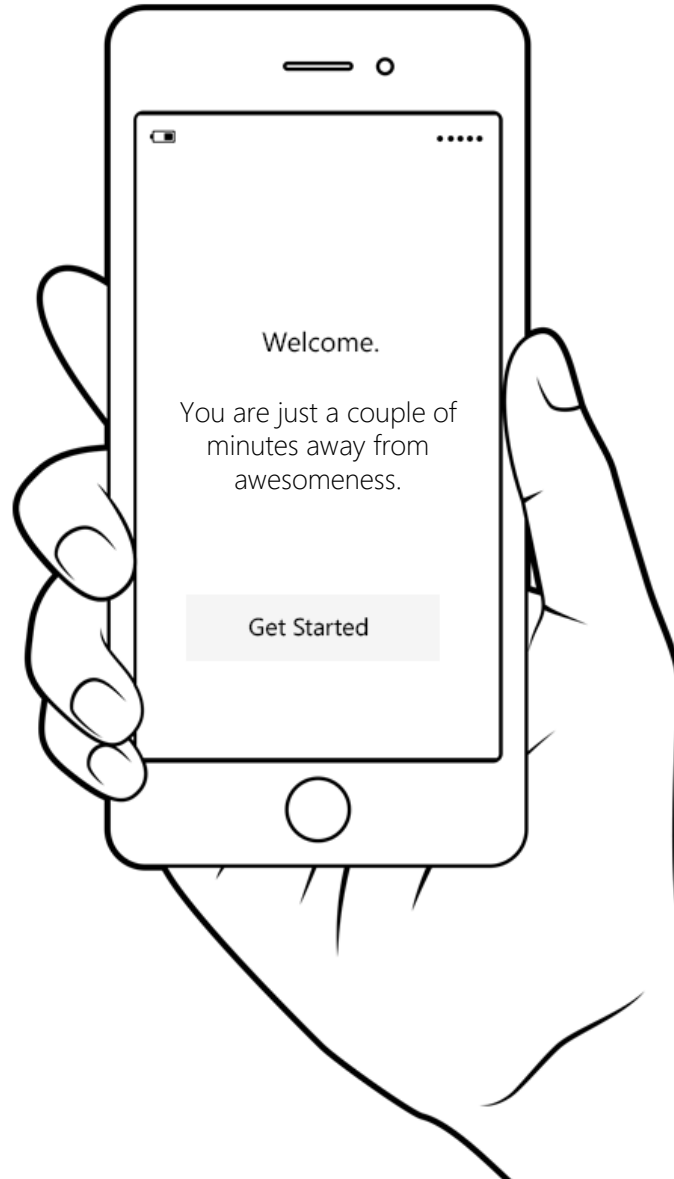 Welcome.
You are just a couple of
minutes away from
awesomeness.
Get Started